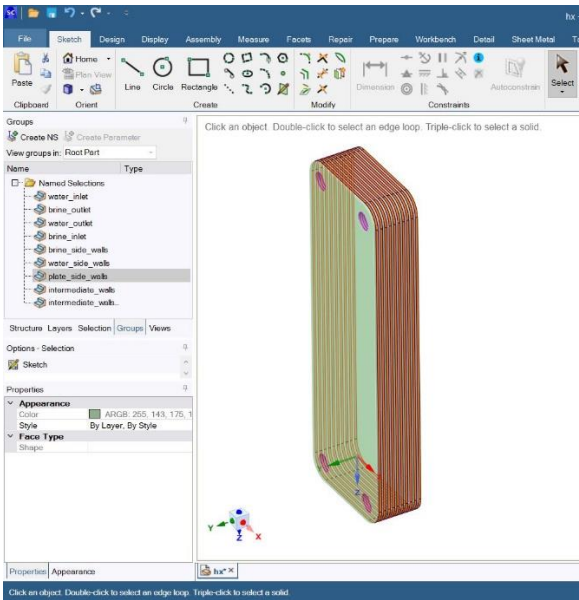 SC
hx
File Sketch Design Display Assembly Measure Facets Repair Prepare Workbench Detail Sheet Metal
Home
Plan View
Paste
Line Circle Rectangle
Dimension
Autoconstrain
Select
Clipboard Orient Create Modify Constraints
Groups
Create NS Create Parameter
View groups in: Root Part
Name Type
Named Selections
water_inlet
brine_outlet
water_outlet
brine_inlet
brine_side_walls
water_side_walls
plate_side_walls
intermediate_walls
intermediate_walls..
Structure Layers Selection Groups Views
Options - Selection
Sketch
Properties
Appearance
Color ARGB: 255, 143, 175, 1
Style By Layer, By Style
Face Type
Shape
Properties Appearance
Click an object. Double-click to select an edge loop. Triple-click to select a solid.
Z
Y X
Z
hx*
Click an object. Double-click to select an edge loop. Triple-click to select a solid.